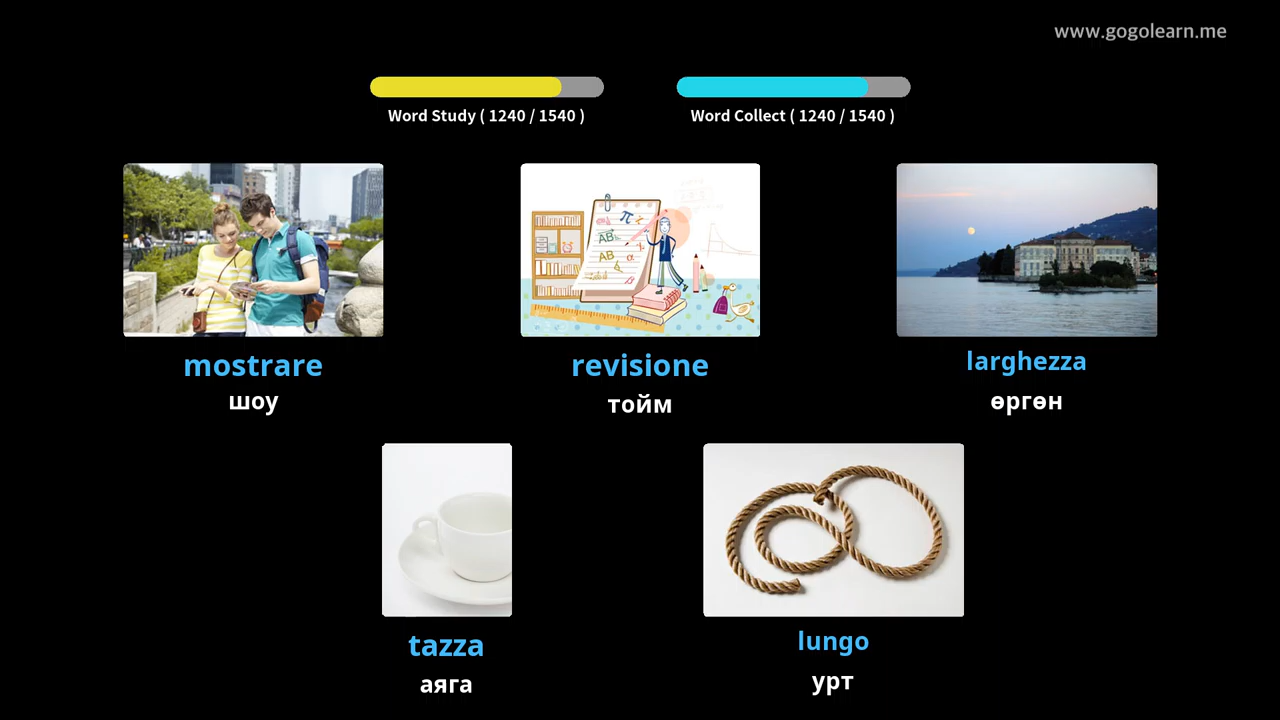 www.gogolearn.me
Word Study ( 1240 / 1540 )
Word Collect ( 1240 / 1540 )
mostrare
шоу
revisione
тойм
larghezza
өргөн
tazza
аяга
lungo
урт